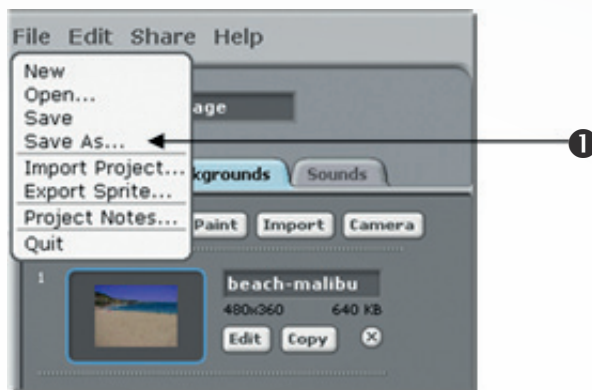 File Edit Share Help
New
Open...
Save
Save As...
Import Project...
Export Sprite...
Project Notes...
Quit
age
kgrounds Sounds
Paint Import Camera
1
beach-malibu
480x360 640 KB
Edit Copy
1